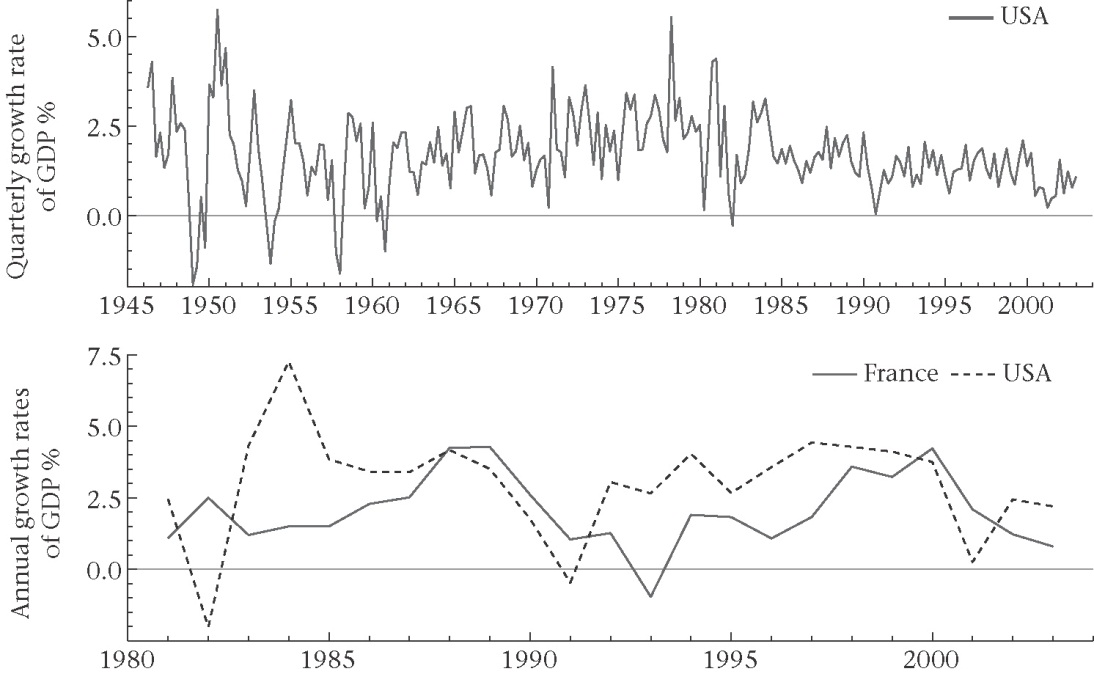 USA
Quarterly growth rate
of GDP %
5.0
2.5
0.0
1945 1950 1955 1960 1965 1970 1975 1980 1985 1990 1995 2000
7.5
France USA
Annual growth rates
of GDP %
5.0
2.5
0.0
1980 1985 1990 1995 2000